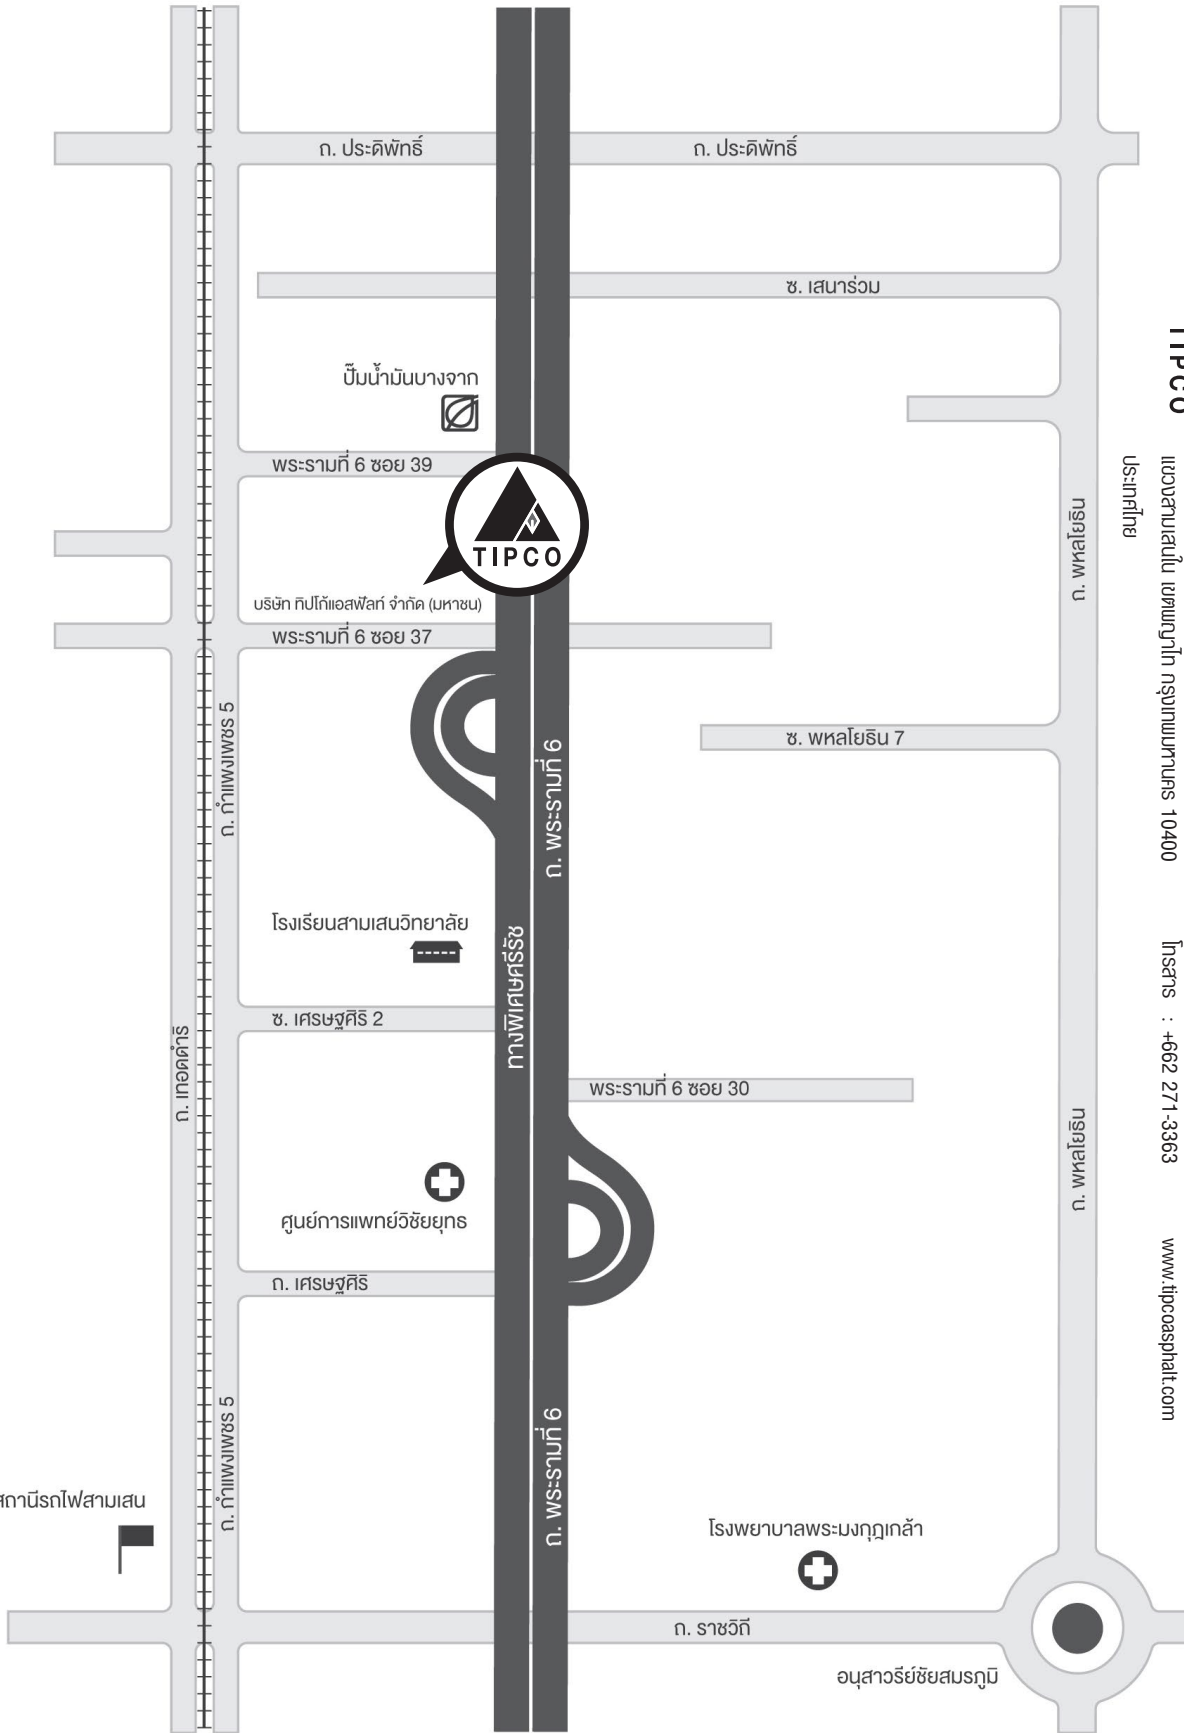 ถ. ประดิพัทธิ์
ถ. ประดิพัทธิ์
ซ. เสนาร่วม
ปั๊มน้ำมันบางจาก
พระรามที่ 6 ซอย 39
TIPCO
บริษัท ทิปโก้แอสฟัลท์ จำกัด (มหาชน)
พระรามที่ 6 ซอย 37
ถ. พหลโยธิน
ซ. พหลโยธิน 7
ถ. กำแพงเพชร 5
ถ. พระรามที่ 6
โรงเรียนสามเสนวิทยาลัย
ทางพิเศษศรีรัช
ซ. เศรษฐศิริ 2
ถ. เทอดดำริ
พระรามที่ 6 ซอย 30
ถ. พหลโยธิน
ศูนย์การแพทย์วิชัยยุทธ
ถ. เศรษฐศิริ
ถ. กำแพงเพชร 5
ถ. พระรามที่ 6
สถานีรถไฟสามเสน
โรงพยาบาลพระมงกุฎเกล้า
ถ. ราชวิถี
อนุสาวรีย์ชัยสมรภูมิ
TIPCO
แขวงสามเสนใน เขตพญาไท กรุงเทพมหานคร 10400
ประเทศไทย
โทรสาร : +662 271-3363
www.tipcoasphalt.com